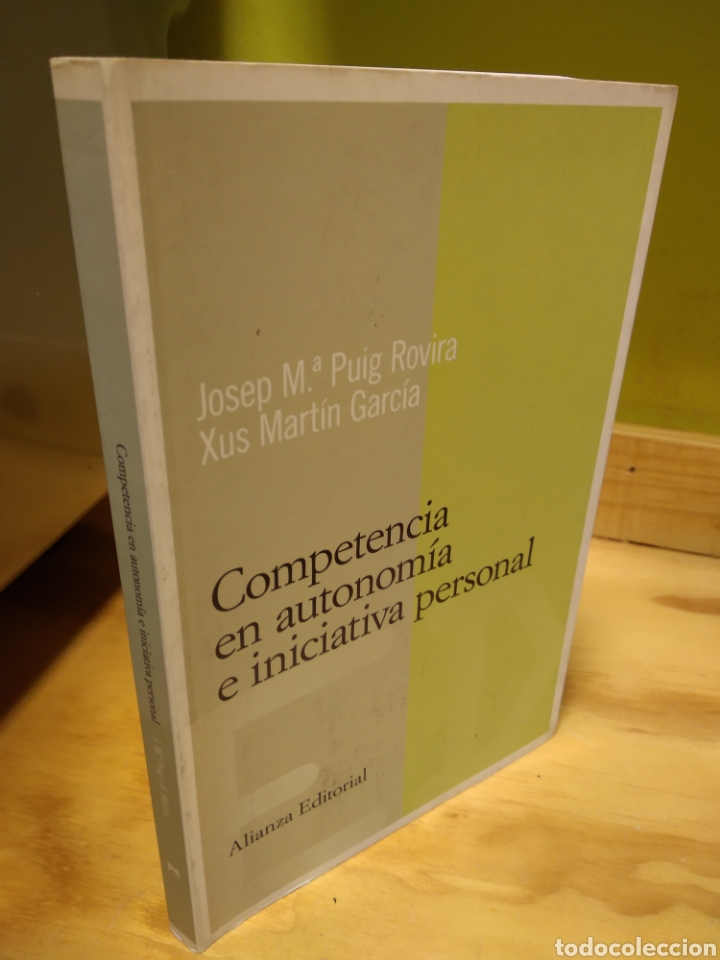 Josep M.ª Puig Rovira
Xus Martín García
Competencia
en autonomía
e iniciativa personal
Alianza Editorial
Competencia en autonomía e iniciativa personal
todocoleccion